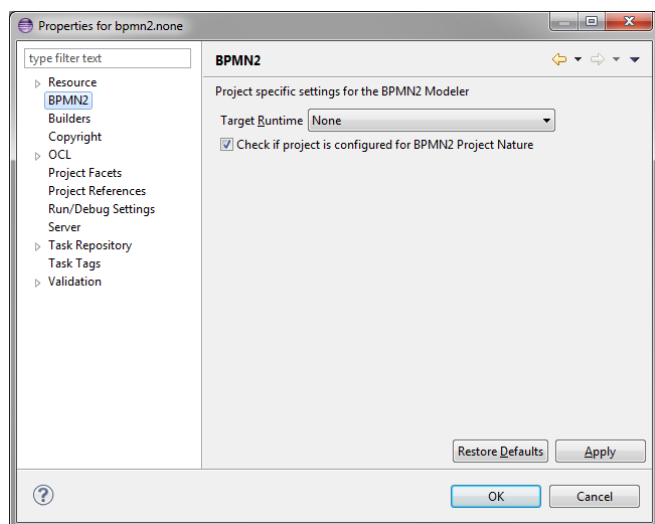 Properties for bpmn2.none
type filter text
Resource
BPMN2
Builders
Copyright
OCL
Project Facets
Project References
Run/Debug Settings
Server
Task Repository
Task Tags
Validation
BPMN2
Project specific settings for the BPMN2 Modeler
Target Runtime None
Check if project is configured for BPMN2 Project Nature
Restore Defaults Apply
OK Cancel